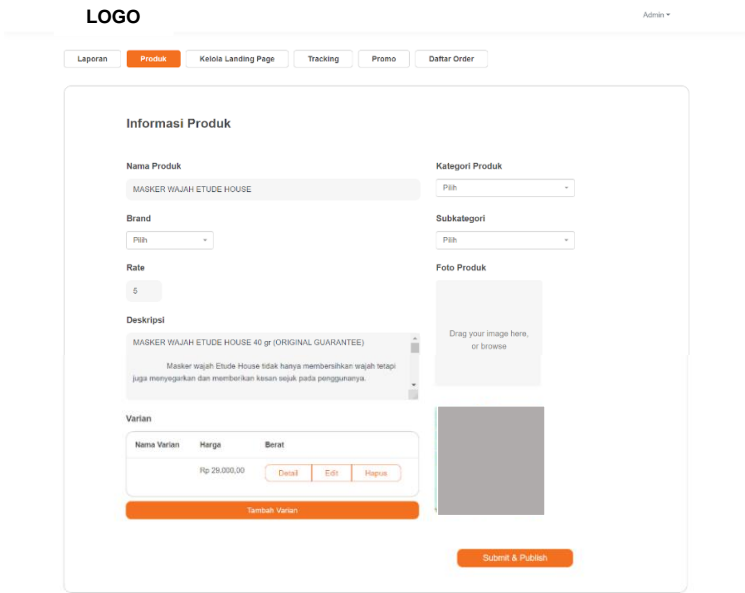 LOGO
Admin
Laporan
Produk
Kelola Landing Page
Tracking
Promo
Daftar Order
Informasi Produk
Nama Produk
MASKER WAJAH ETUDE HOUSE
Kategori Produk
Pilih
Brand
Pilih
Subkategori
Pilih
Rate
5
Foto Produk
Drag your image here,
or browse
Deskripsi
MASKER WAJAH ETUDE HOUSE 40 gr (ORIGINAL GUARANTEE)
Masker wajah Etude House tidak hanya membersihkan wajah tetapi
juga menyegarkan dan memberikan kesan sejuk pada penggunanya.
Varian
Nama Varian Harga Berat
Rp 29.000,00 Detail Edit Hapus
Tambah Varian
Submit & Publish